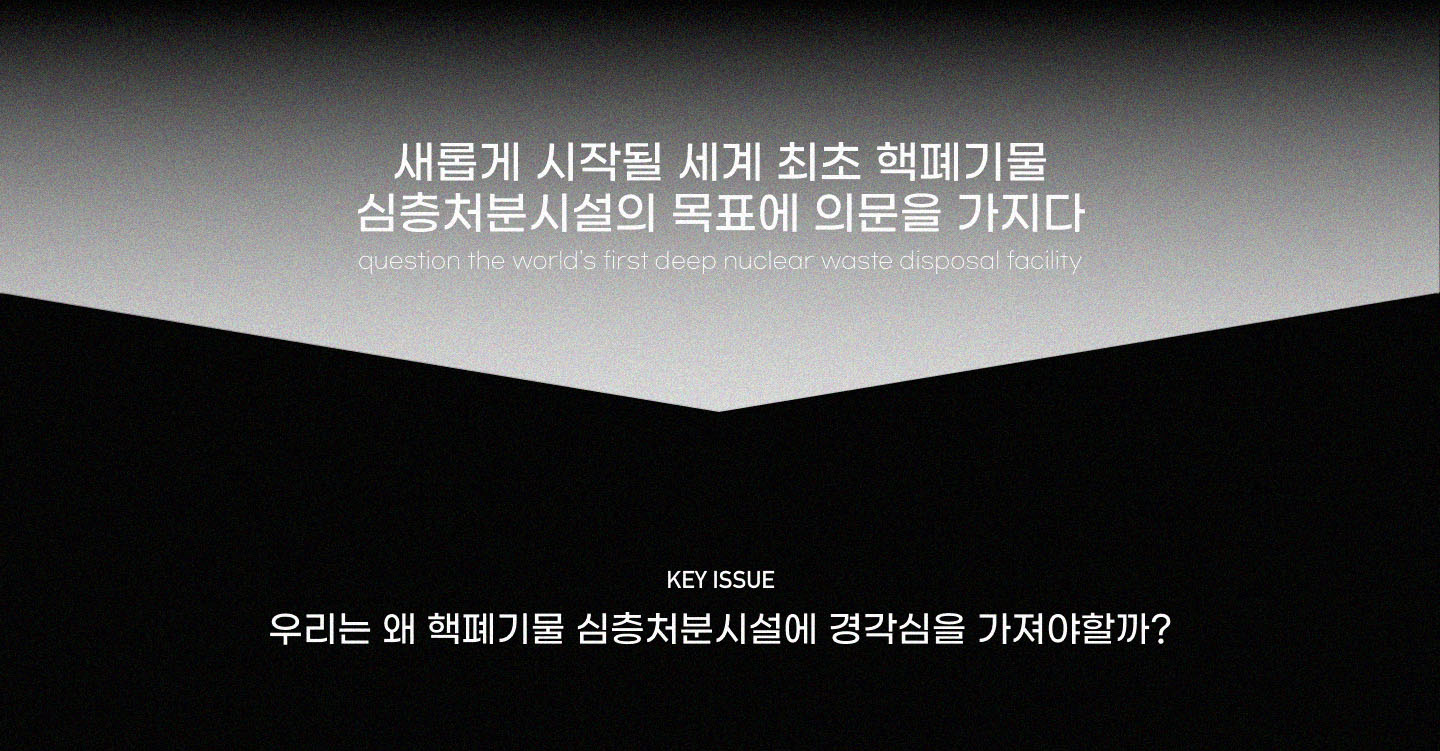 새롭게 시작될 세계 최초 핵폐기물
심층처분시설의 목표에 의문을 가지다
question the world's first deep nuclear waste disposal facility
KEY ISSUE
우리는 왜 핵폐기물 심층처분시설에 경각심을 가져야할까?